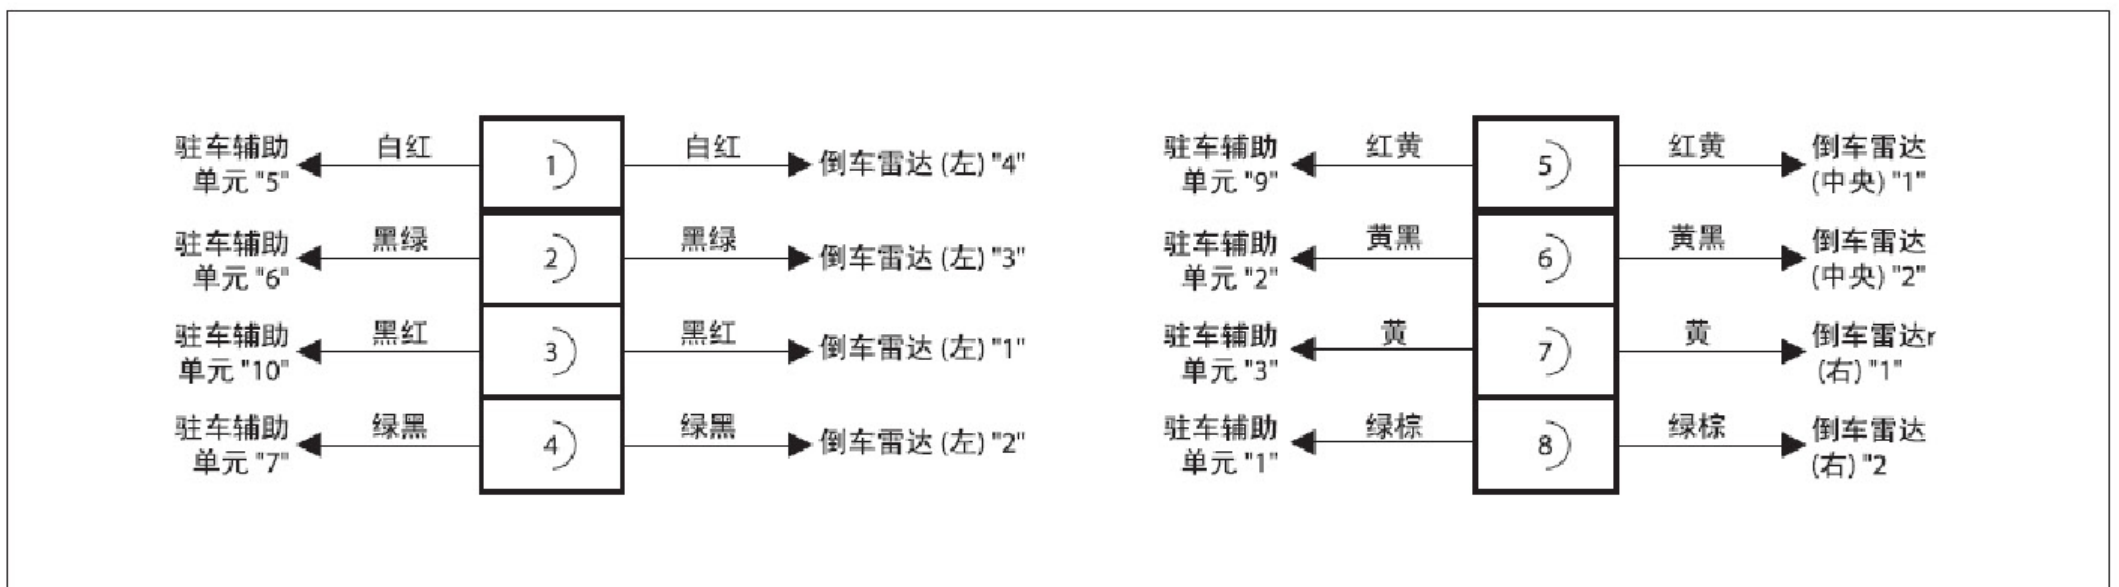 驻车辅助
单元 "5"
白红
1
白红
倒车雷达 (左) "4"
驻车辅助
单元 "6"
黑绿
2
黑绿
倒车雷达 (左) "3"
驻车辅助
单元 "10"
黑红
3
黑红
倒车雷达 (左) "1"
驻车辅助
单元 "7"
绿黑
4
绿黑
倒车雷达 (左) "2"
驻车辅助
单元 "9"
红黄
5
红黄
倒车雷达
(中央) "1"
驻车辅助
单元 "2"
黄黑
6
黄黑
倒车雷达
(中央) "2"
驻车辅助
单元 "3"
黄
7
黄
倒车雷达r
(右) "1"
驻车辅助
单元 "1"
绿棕
8
绿棕
倒车雷达
(右) "2